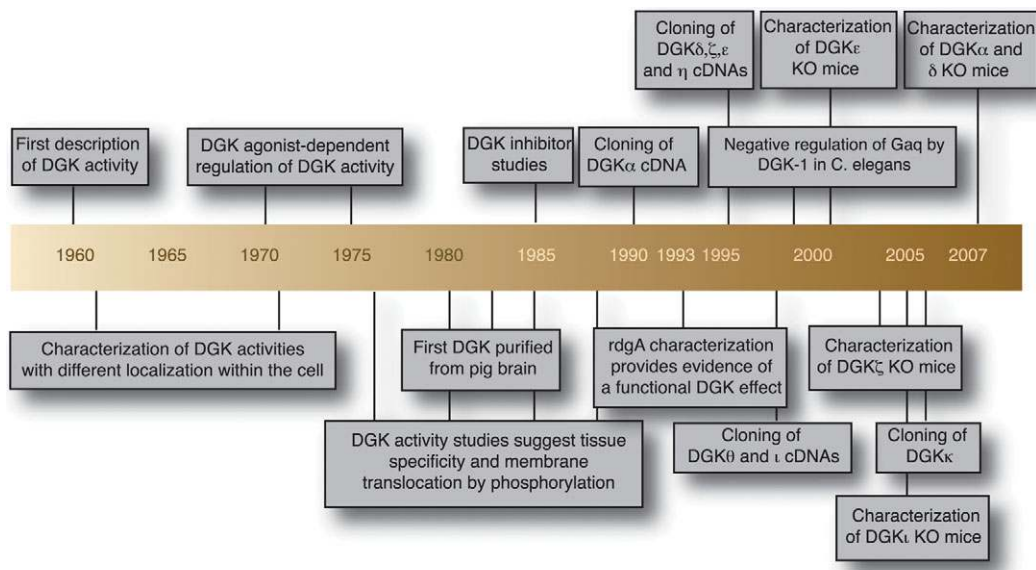 Cloning of
DGKδ,ζ,ε
and η cDNAs
Characterization
of DGKε
KO mice
Characterization
of DGKα and
δ KO mice
First description
of DGK activity
DGK agonist-dependent
regulation of DGK activity
DGK inhibitor
studies
Cloning of
DGKα cDNA
Negative regulation of Gaq by
DGK-1 in C. elegans
1960 1965 1970 1975 1980 1985 1990 1993 1995 2000 2005 2007
Characterization of DGK activities
with different localization within the cell
First DGK purified
from pig brain
rdgA characterization
provides evidence of
a functional DGK effect
Characterization
of DGKζ KO mice
DGK activity studies suggest tissue
specificity and membrane
translocation by phosphorylation
Cloning of
DGKθ and ι cDNAs
Cloning of
DGKκ
Characterization
of DGKι KO mice